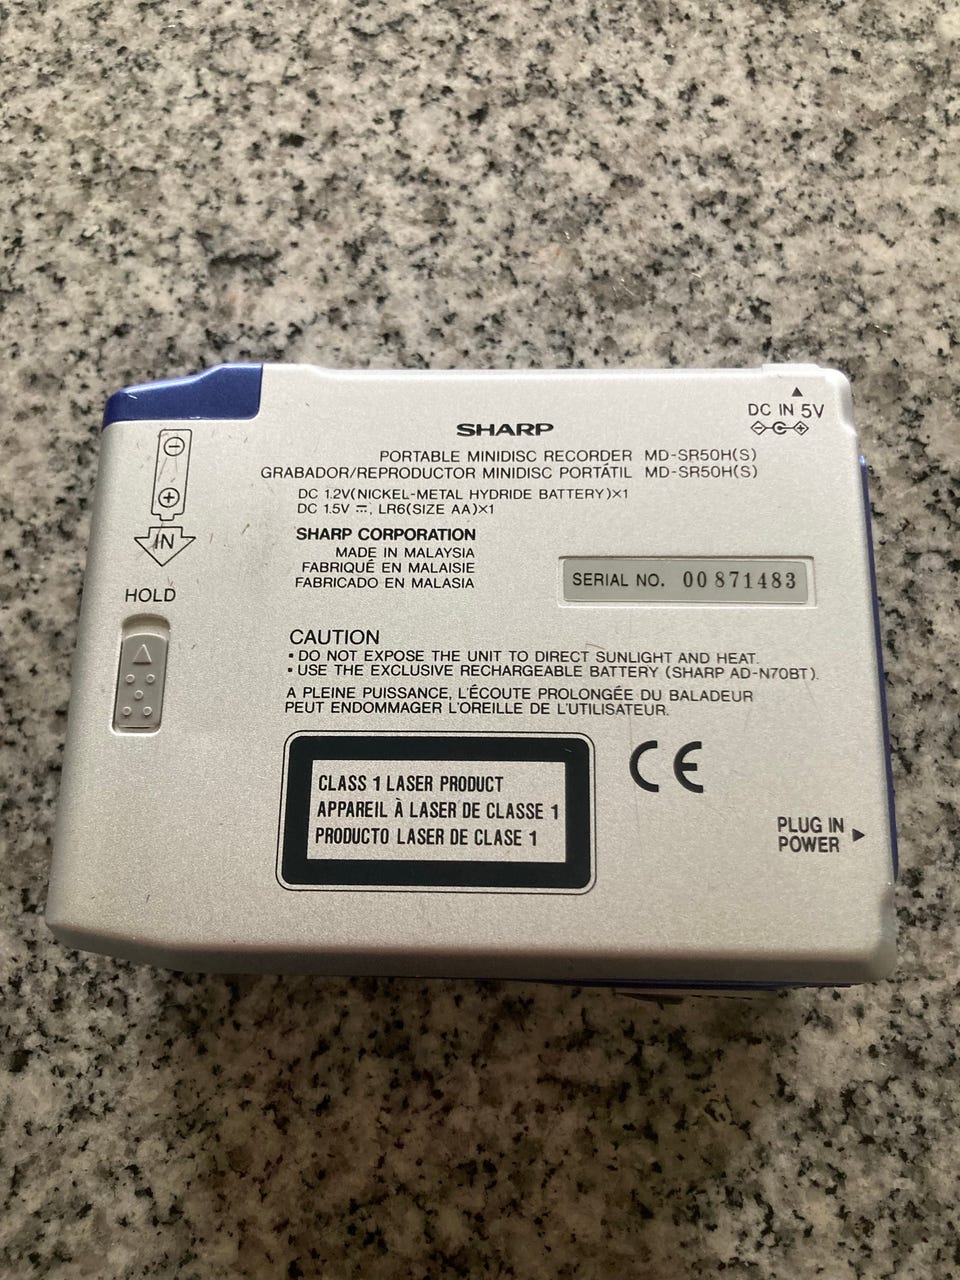 DC IN 5V
SHARP
PORTABLE MINIDISC RECORDER MD-SR50H(S)
GRABADOR/REPRODUCTOR MINIDISC PORTÁTIL MD-SR50H(S)
DC 1.2V(NICKEL-METAL HYDRIDE BATTERY)×1
DC 1.5V ⎓, LR6(SIZE AA)×1
IN
SHARP CORPORATION
MADE IN MALAYSIA
FABRIQUÉ EN MALAISIE
FABRICADO EN MALASIA
SERIAL NO. 00871483
HOLD
CAUTION
• DO NOT EXPOSE THE UNIT TO DIRECT SUNLIGHT AND HEAT.
• USE THE EXCLUSIVE RECHARGEABLE BATTERY (SHARP AD-N70BT).
A PLEINE PUISSANCE, L'ÉCOUTE PROLONGÉE DU BALADEUR
PEUT ENDOMMAGER L'OREILLE DE L'UTILISATEUR.
CLASS 1 LASER PRODUCT
APPAREIL À LASER DE CLASSE 1
PRODUCTO LASER DE CLASE 1
CE
PLUG IN
POWER